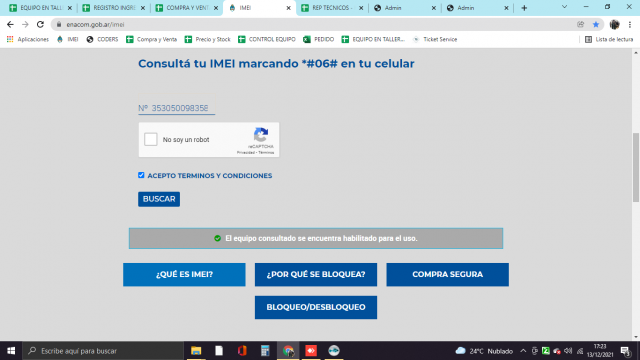 EQUIPO EN TALL
REGISTRO INGRE
COMPRA Y VENT
IMEI
REP TECNICOS -
Admin
Admin
enacom.gob.ar/imei
Aplicaciones
IMEI
CODERS
Compra y Venta
Precio y Stock
CONTROL EQUIPO
PEDIDO
EQUIPO EN TALLER...
Ticket Service
Lista de lectura
Consultá tu IMEI marcando *#06# en tu celular
Nº 353050098358
No soy un robot
reCAPTCHA
Privacidad - Términos
ACEPTO TERMINOS Y CONDICIONES
BUSCAR
El equipo consultado se encuentra habilitado para el uso.
¿QUÉ ES IMEI?
¿POR QUÉ SE BLOQUEA?
COMPRA SEGURA
BLOQUEO/DESBLOQUEO
Escribe aquí para buscar
24°C Nublado
17:23
13/12/2021